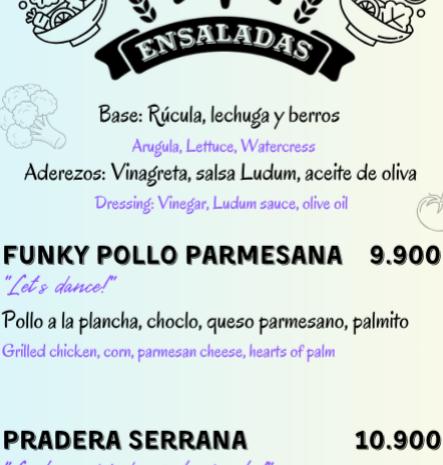 ENSALADAS
Base: Rúcula, lechuga y berros
Arugula, Lettuce, Watercress
Aderezos: Vinagreta, salsa Ludum, aceite de oliva
Dressing: Vinegar, Ludum sauce, olive oil
FUNKY POLLO PARMESANA 9.900
"Let's dance!"
Pollo a la plancha, choclo, queso parmesano, palmito
Grilled chicken, corn, parmesan cheese, hearts of palm
PRADERA SERRANA 10.900